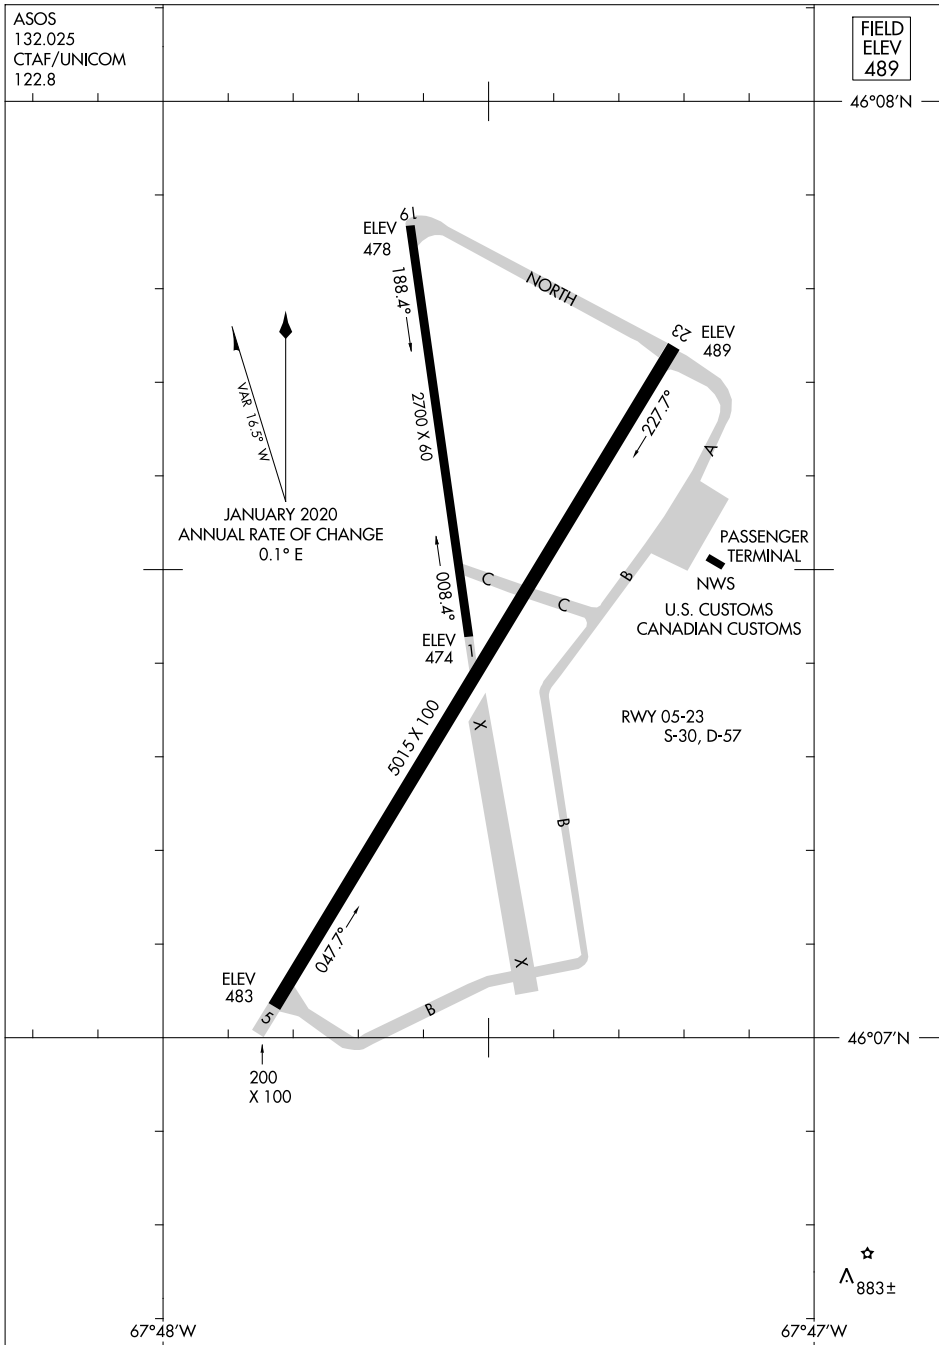 ASOS
132.025
CTAF/UNICOM
122.8
FIELD
ELEV
489
46°08'N
19
ELEV
478
188.4°
NORTH
23
ELEV
489
227.7°
VAR 16.5° W
2700 X 60
A
JANUARY 2020
ANNUAL RATE OF CHANGE
0.1° E
PASSENGER
TERMINAL
NWS
U.S. CUSTOMS
CANADIAN CUSTOMS
C
C
B
008.4°
ELEV
474
1
RWY 05-23
S-30, D-57
5015 X 100
X
B
047.7°
X
ELEV
483
5
B
46°07'N
200
X 100
883±
67°48'W
67°47'W